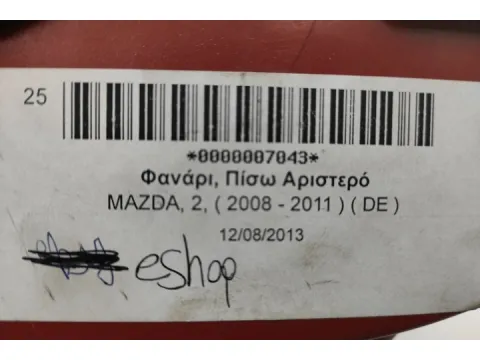 25
*0000007043*
Φανάρι, Πίσω Αριστερό
MAZDA, 2, ( 2008 - 2011 ) ( DE )
12/08/2013
eshop